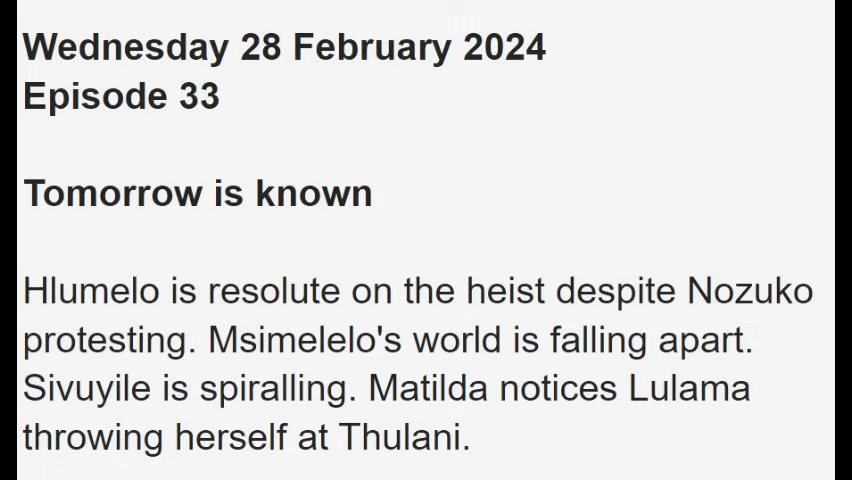 Wednesday 28 February 2024
Episode 33
Tomorrow is known
Hlumelo is resolute on the heist despite Nozuko
protesting. Msimelelo's world is falling apart.
Sivuyile is spiralling. Matilda notices Lulama
throwing herself at Thulani.